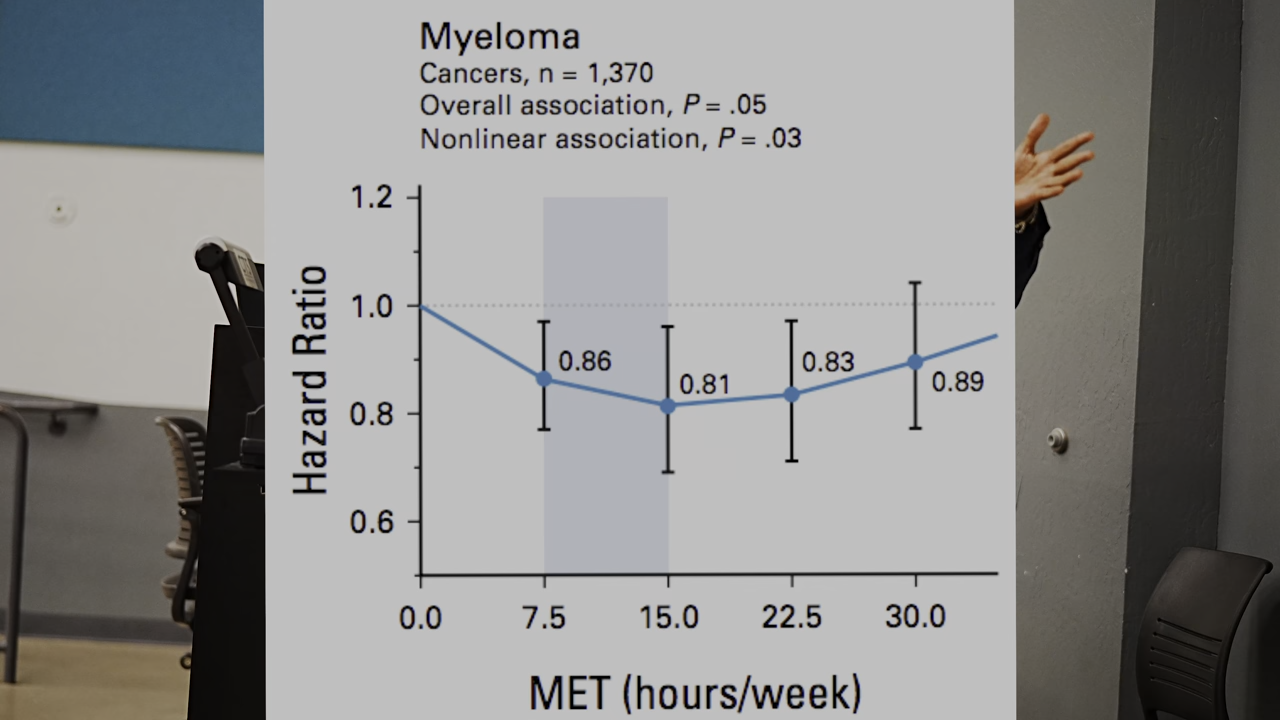 Myeloma
Cancers, n = 1,370
Overall association, P = .05
Nonlinear association, P = .03
1.2
1.0
0.8
0.6
Hazard Ratio
0.86
0.81
0.83
0.89
0.0 7.5 15.0 22.5 30.0
MET (hours/week)